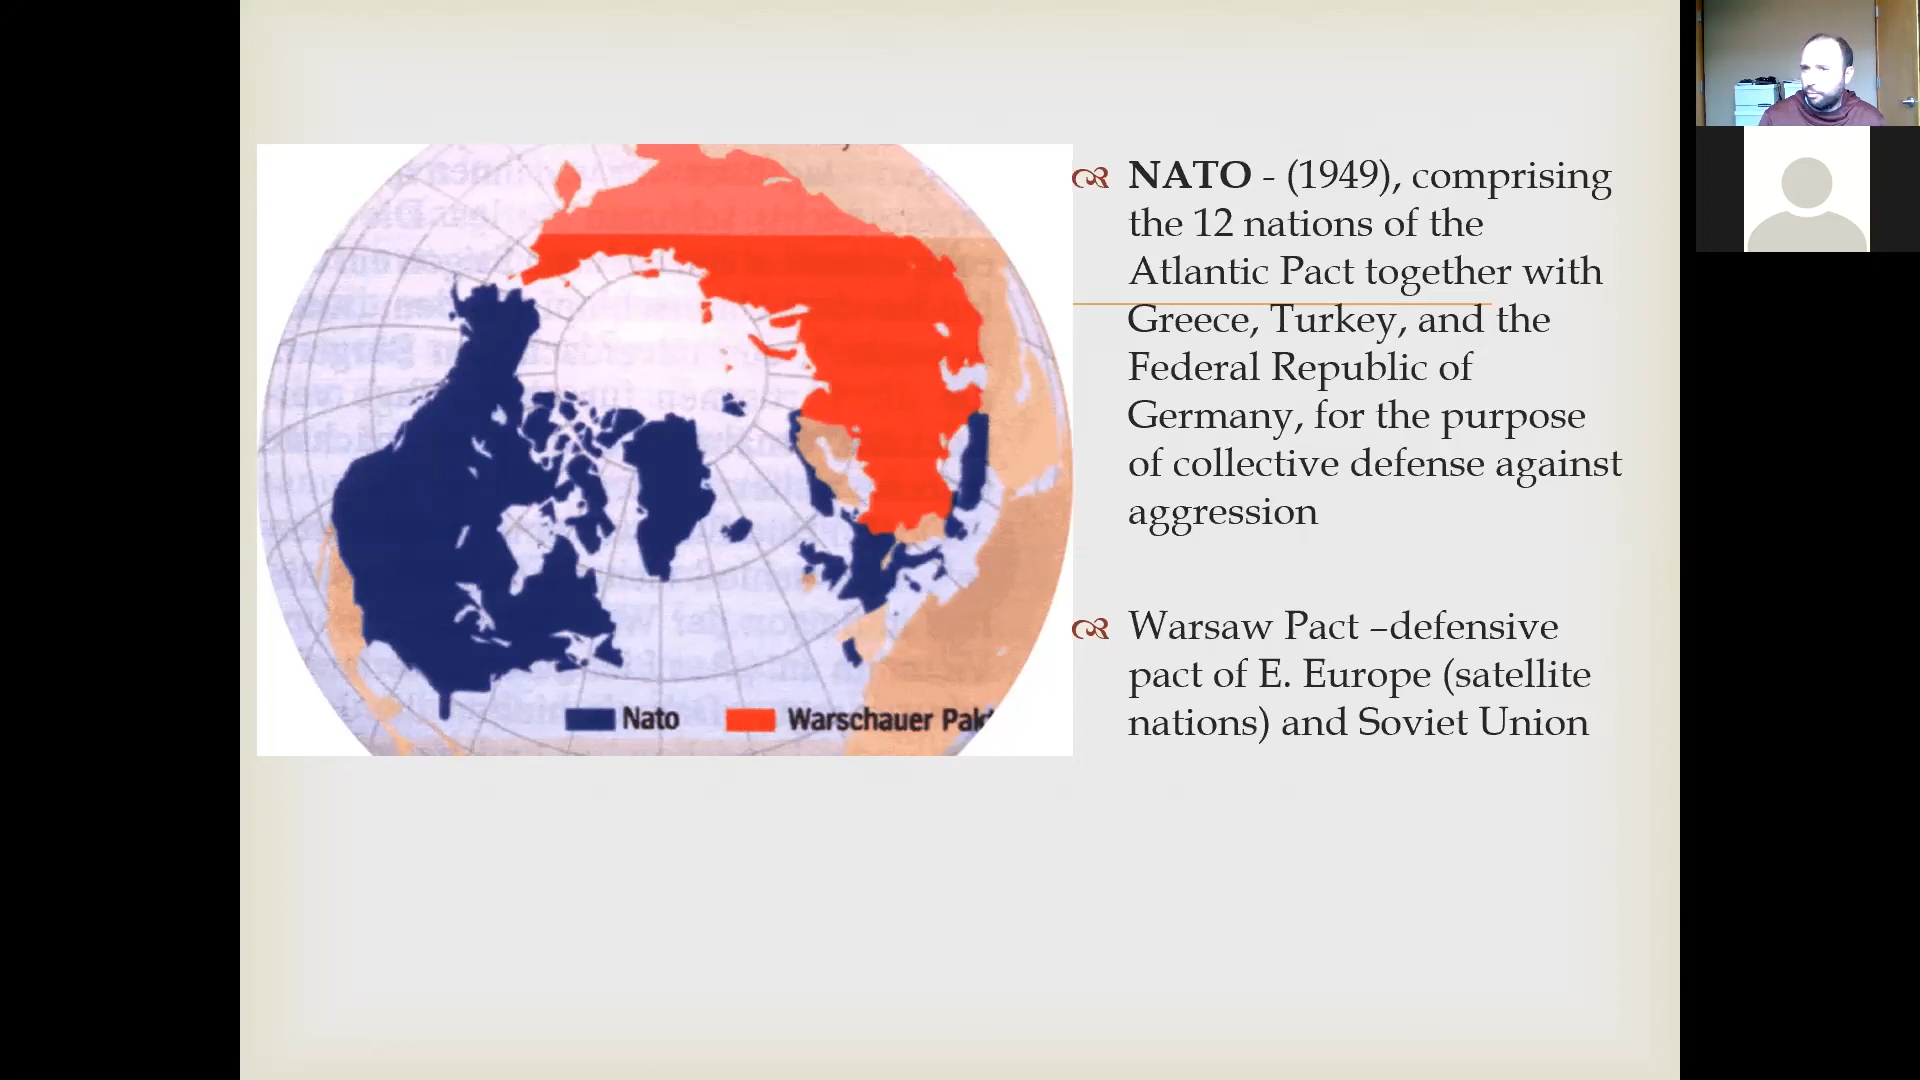 NATO - (1949), comprising
the 12 nations of the
Atlantic Pact together with
Greece, Turkey, and the
Federal Republic of
Germany, for the purpose
of collective defense against
aggression
Warsaw Pact –defensive
pact of E. Europe (satellite
nations) and Soviet Union
Nato Warschauer Pak